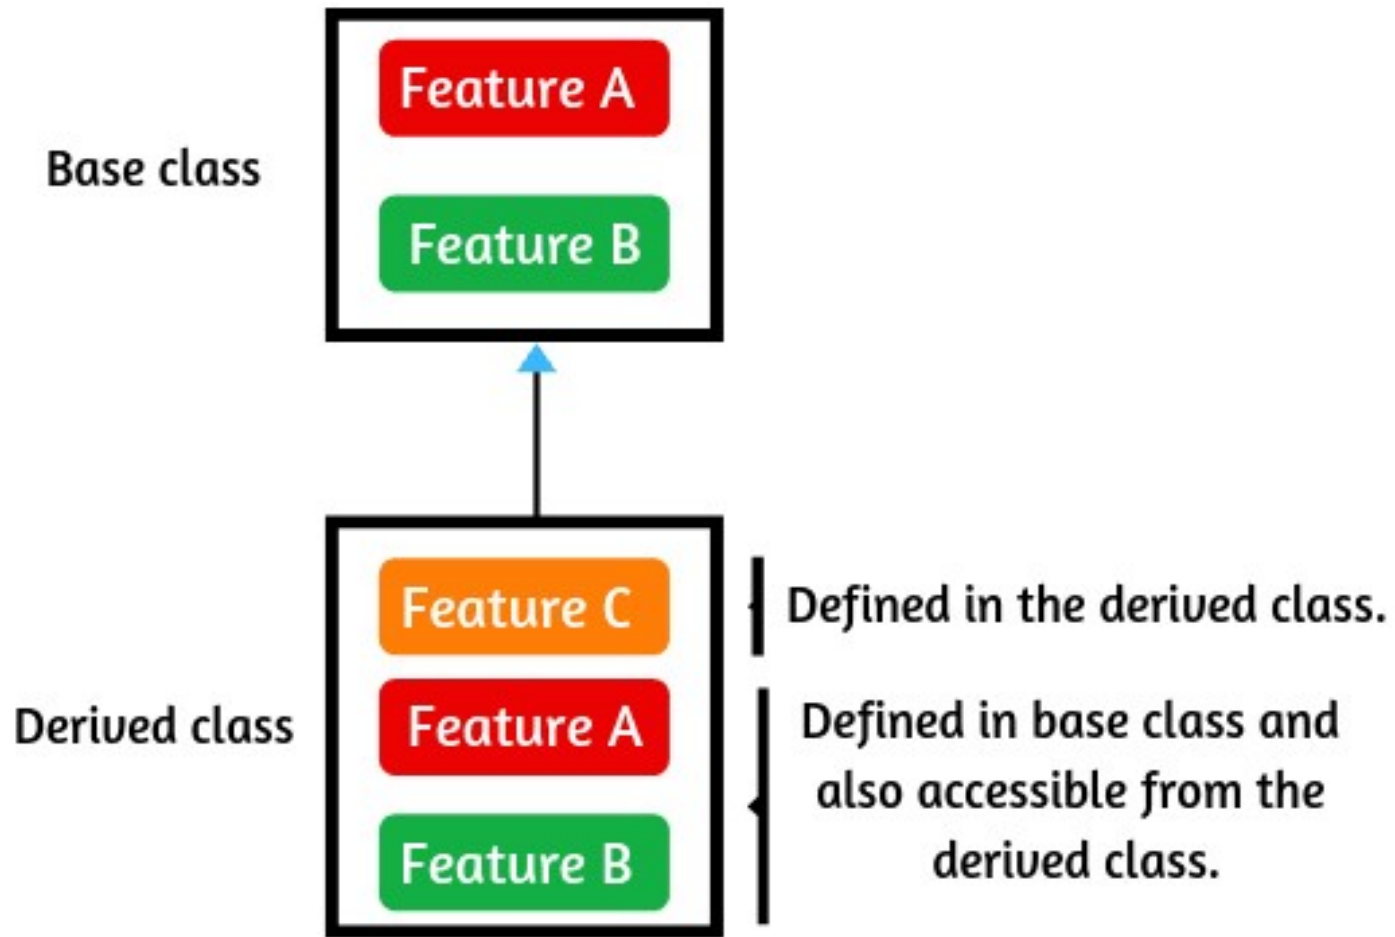 Feature A
Base class
Feature B
Feature C
Defined in the derived class.
Derived class
Feature A
Defined in base class and
also accessible from the
derived class.
Feature B